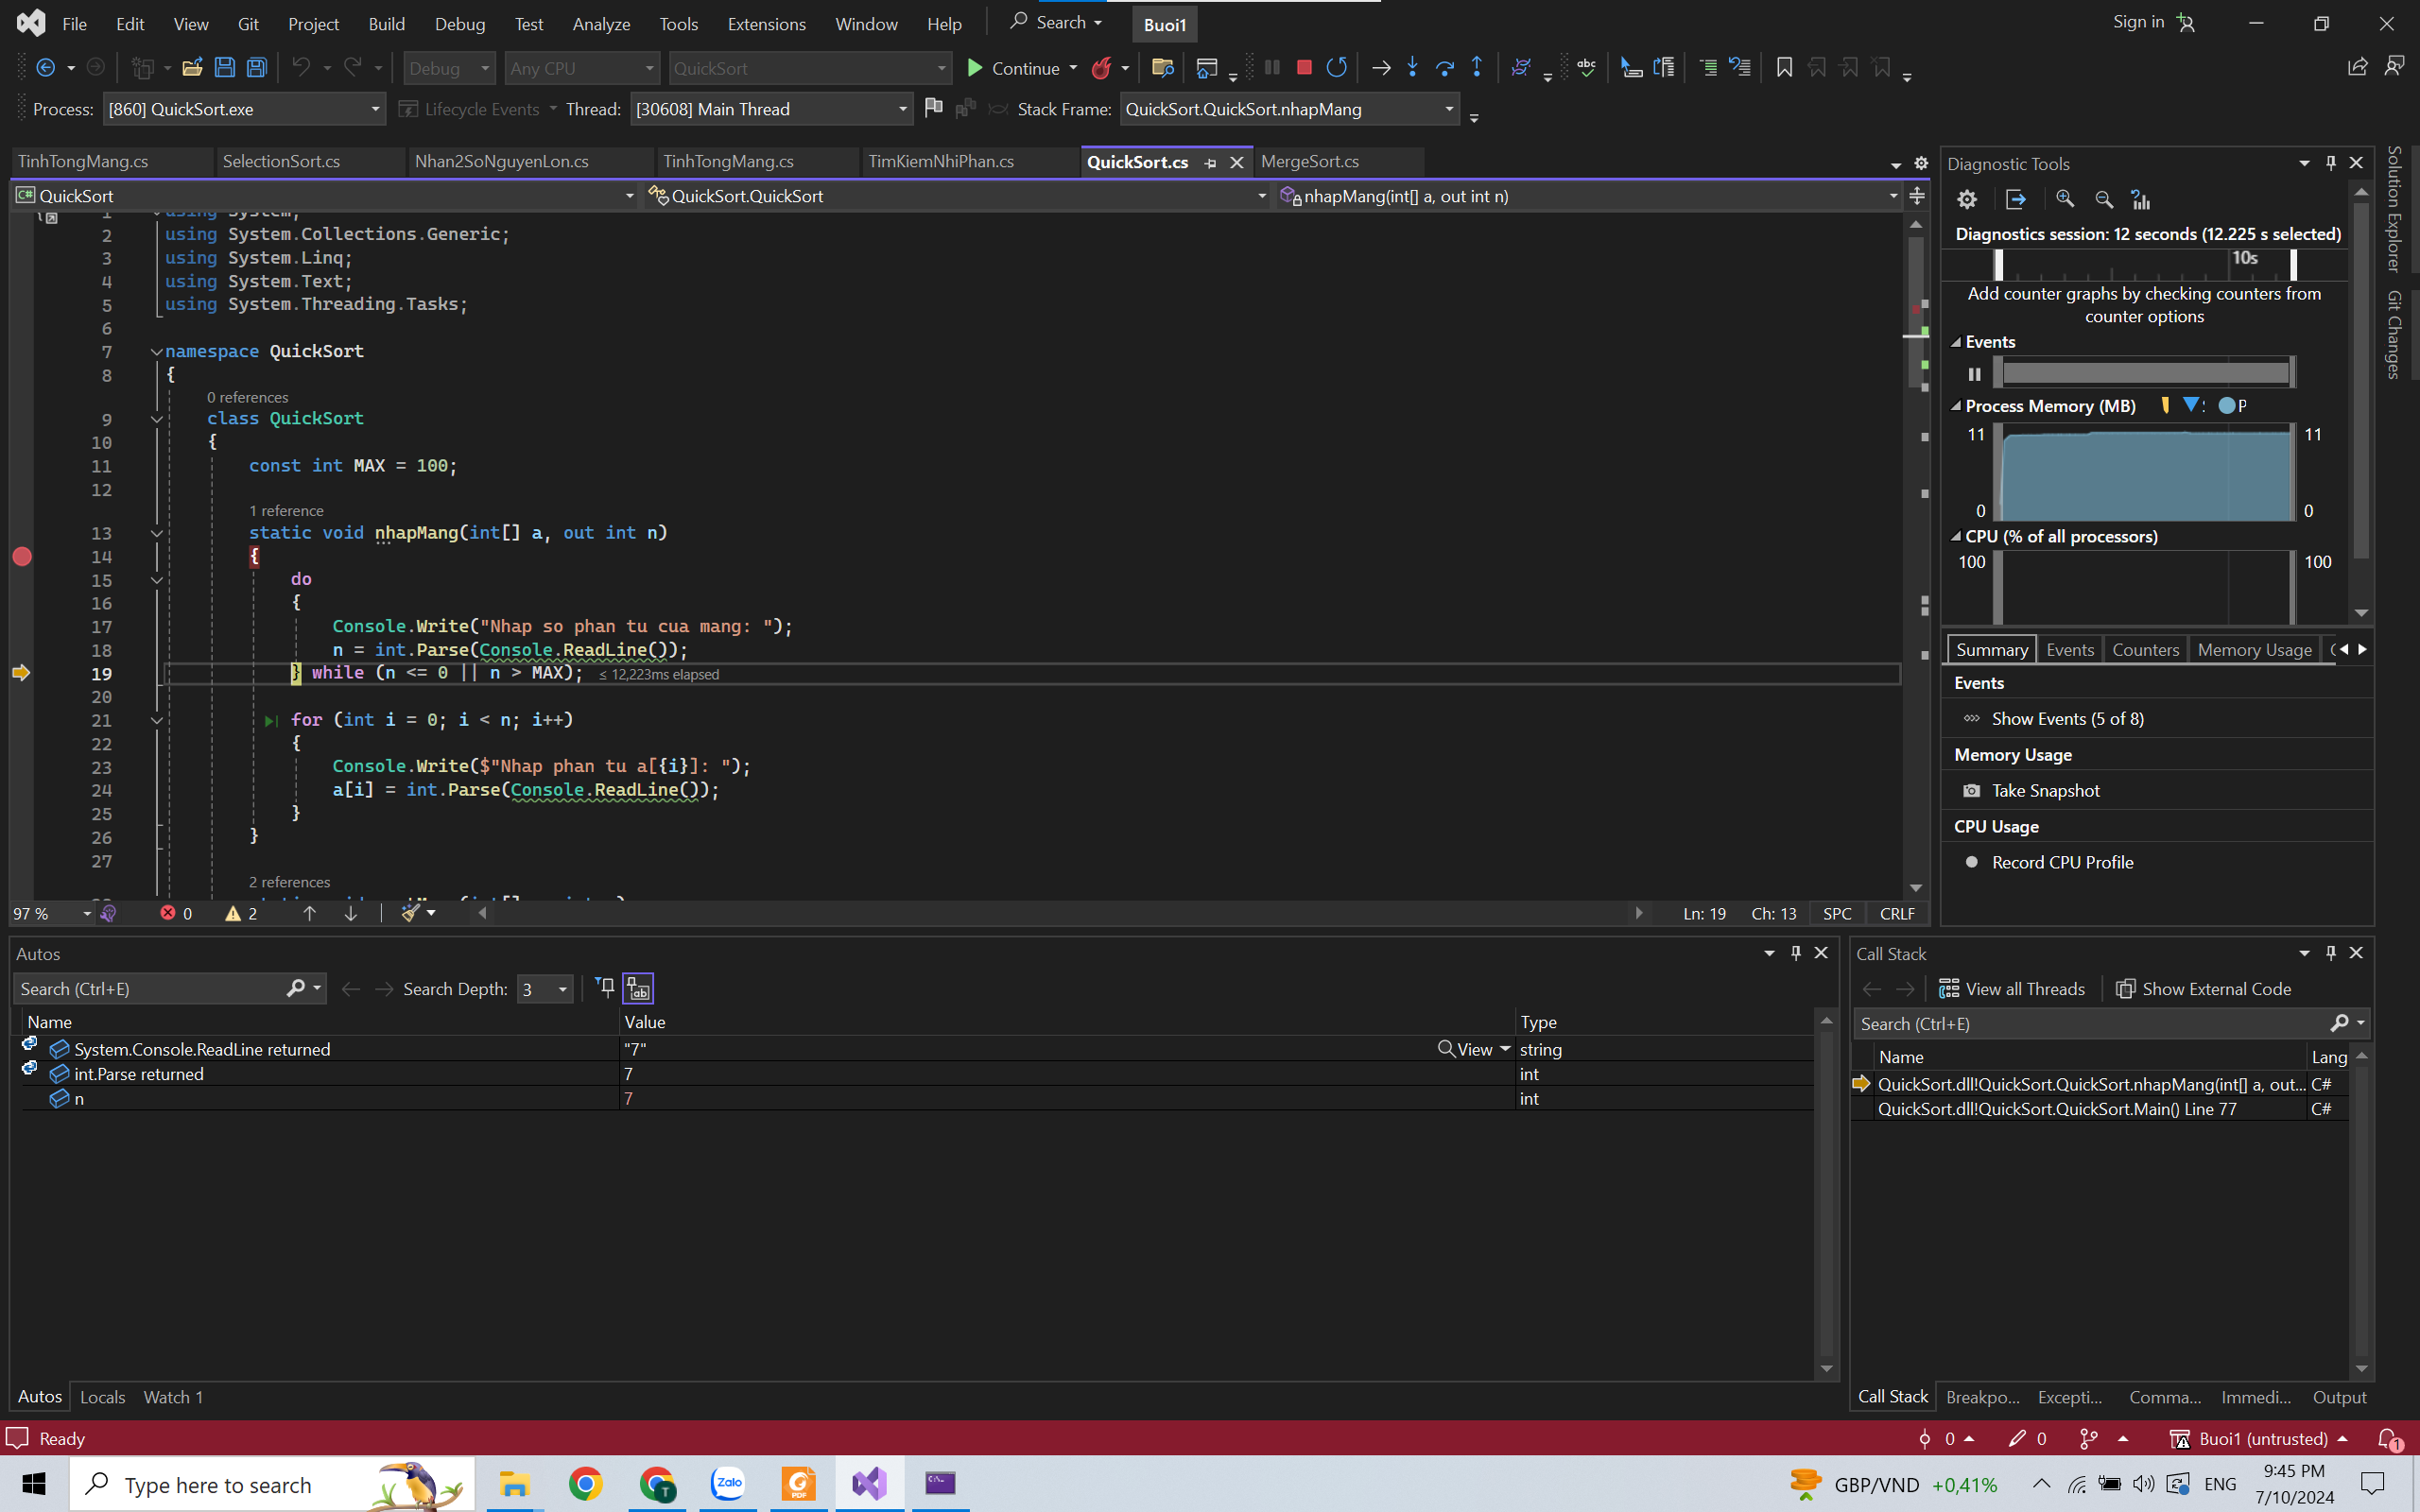 File Edit View Git Project Build Debug Test Analyze Tools Extensions Window Help Search Buoi1 Sign in
Debug Any CPU QuickSort Continue
Process: [860] QuickSort.exe Lifecycle Events Thread: [30608] Main Thread Stack Frame: QuickSort.QuickSort.nhapMang
TinhTongMang.cs SelectionSort.cs Nhan2SoNguyenLon.cs TinhTongMang.cs TimKiemNhiPhan.cs QuickSort.cs MergeSort.cs
QuickSort QuickSort.QuickSort nhapMang(int[] a, out int n)
1 using System;
2 using System.Collections.Generic;
3 using System.Linq;
4 using System.Text;
5 using System.Threading.Tasks;
6
7 namespace QuickSort
8 {
0 references
9 class QuickSort
10 {
11 const int MAX = 100;
12
1 reference
13 static void nhapMang(int[] a, out int n)
14 {
15 do
16 {
17 Console.Write("Nhap so phan tu cua mang: ");
18 n = int.Parse(Console.ReadLine());
19 } while (n <= 0 || n > MAX); ≤ 12,223ms elapsed
20
21 for (int i = 0; i < n; i++)
22 {
23 Console.Write($"Nhap phan tu a[{i}]: ");
24 a[i] = int.Parse(Console.ReadLine());
25 }
26 }
27
2 references
97 % 0 2 Ln: 19 Ch: 13 SPC CRLF
Diagnostic Tools
Diagnostics session: 12 seconds (12.225 s selected)
10s
Add counter graphs by checking counters from
counter options
Events
Process Memory (MB) P
11 11
0 0
CPU (% of all processors)
100 100
Summary Events Counters Memory Usage
Events
Show Events (5 of 8)
Memory Usage
Take Snapshot
CPU Usage
Record CPU Profile
Solution Explorer
Git Changes
Autos
Search (Ctrl+E) Search Depth: 3
Name Value Type
System.Console.ReadLine returned "7" View string
int.Parse returned 7 int
n 7 int
Autos Locals Watch 1
Call Stack
View all Threads Show External Code
Search (Ctrl+E)
Name Lang
QuickSort.dll!QuickSort.QuickSort.nhapMang(int[] a, out... C#
QuickSort.dll!QuickSort.QuickSort.Main() Line 77 C#
Call Stack Breakpo... Excepti... Comma... Immedi... Output
Ready 0 0 Buoi1 (untrusted) 1
Type here to search Zalo T PDF GBP/VND +0,41% ENG 9:45 PM
7/10/2024